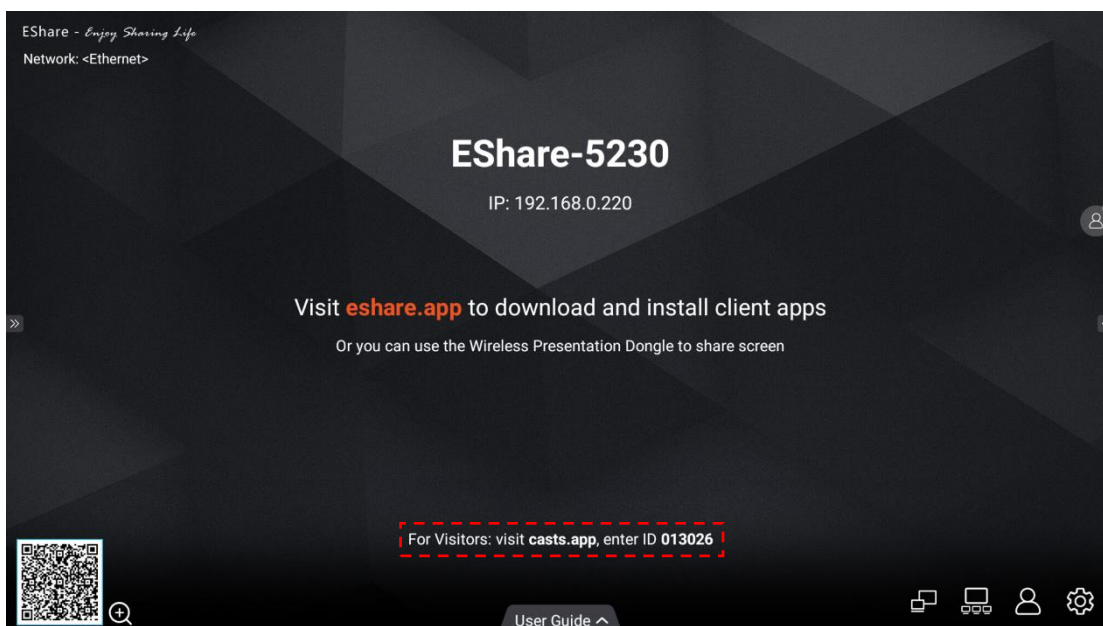 EShare - Enjoy Sharing Life
Network: <Ethernet>
EShare-5230
IP: 192.168.0.220
Visit eshare.app to download and install client apps
Or you can use the Wireless Presentation Dongle to share screen
For Visitors: visit casts.app, enter ID 013026
User Guide